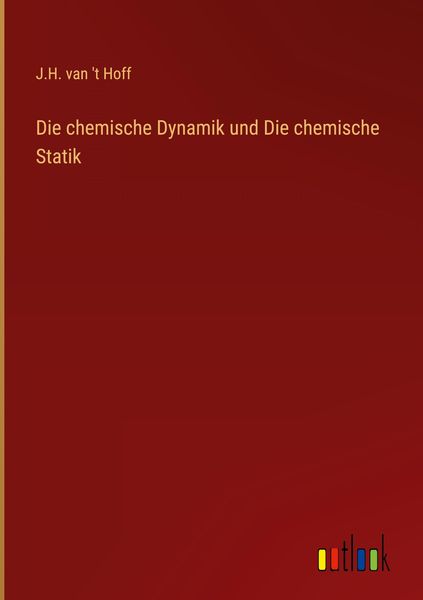 J.H. van 't Hoff
Die chemische Dynamik und Die chemische
Statik
outlook